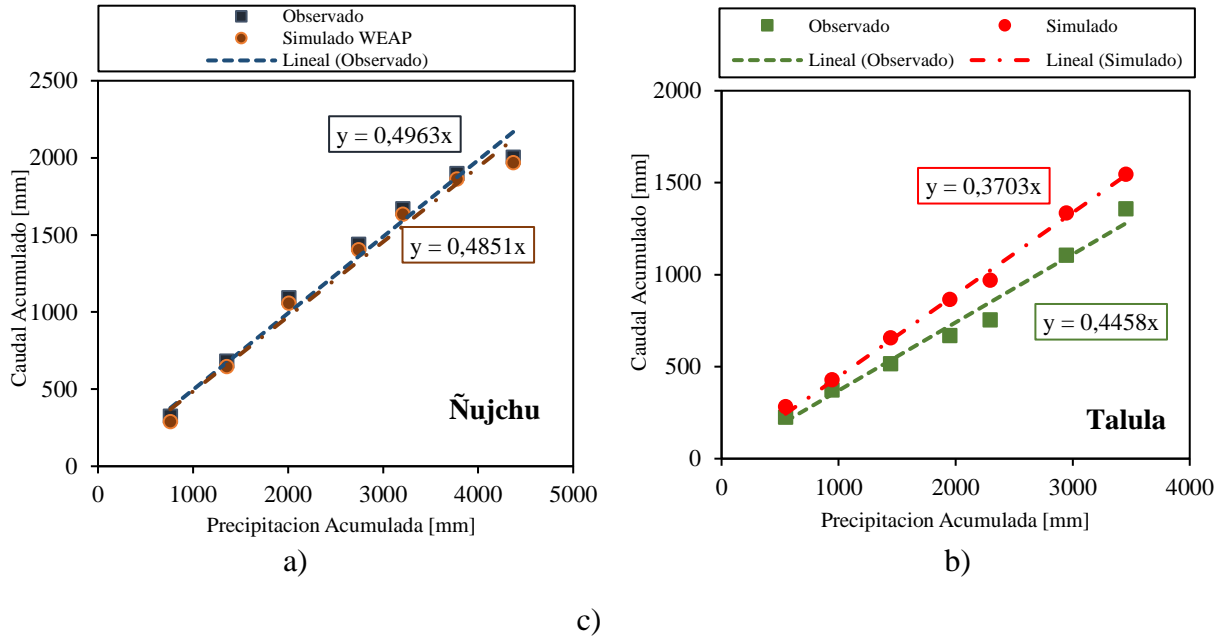 Observado
Simulado WEAP
Lineal (Observado)
2500
2000
1500
1000
500
0
0 1000 2000 3000 4000 5000
Caudal Acumulado [mm]
Precipitacion Acumulada [mm]
y = 0,4963x
y = 0,4851x
Ñujchu
a)
Observado Simulado
Lineal (Observado) Lineal (Simulado)
2000
1500
1000
500
0
0 1000 2000 3000 4000
Caudal Acumulado [mm]
Precipitacion Acumulada [mm]
y = 0,3703x
y = 0,4458x
Talula
b)
c)